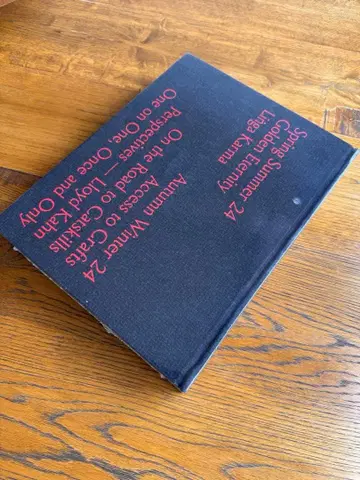 Spring Summer 24
Golden Eternity
Linga Karma
Autumn Winter 24
Access to Crafts
On the Road to Catskills
Perspectives — Lloyd Kahn
One on One, Once and Only